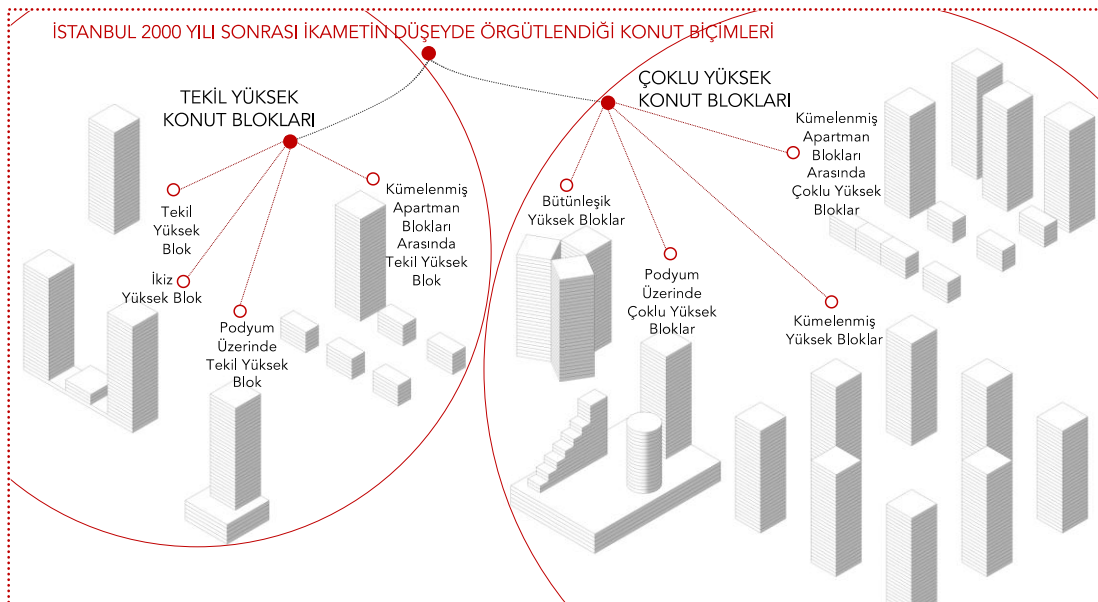 İSTANBUL 2000 YILI SONRASI İKAMETİN DÜŞEYDE ÖRGÜTLENDİĞİ KONUT BİÇİMLERİ
TEKİL YÜKSEK
KONUT BLOKLARI
Tekil
Yüksek
Blok
İkiz
Yüksek Blok
Podyum
Üzerinde
Tekil Yüksek
Blok
Kümelenmiş
Apartman
Blokları
Arasında
Tekil Yüksek
Blok
ÇOKLU YÜKSEK
KONUT BLOKLARI
Bütünleşik
Yüksek Bloklar
Podyum
Üzerinde
Çoklu Yüksek
Bloklar
Kümelenmiş
Yüksek Bloklar
Kümelenmiş
Apartman
Blokları
Arasında
Çoklu Yüksek
Bloklar